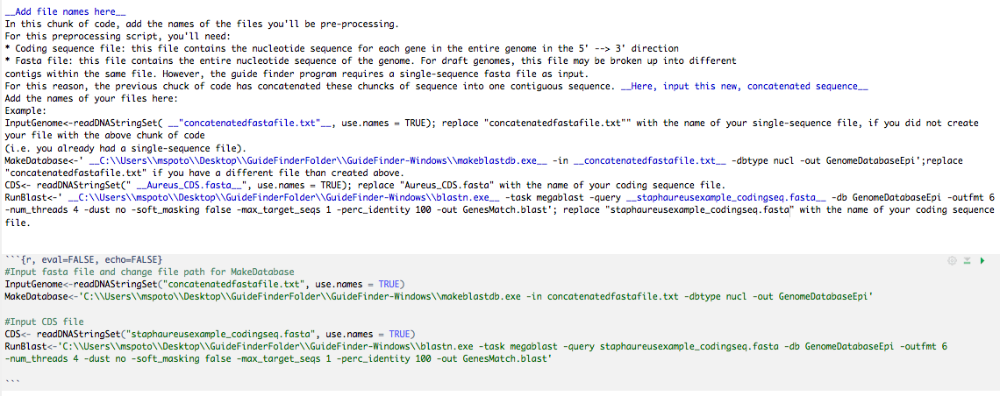 __Add file names here__
In this chunk of code, add the names of the files you'll be pre-processing.
For this preprocessing script, you'll need:
* Coding sequence file: this file contains the nucleotide sequence for each gene in the entire genome in the 5' --> 3' direction
* Fasta file: this file contains the entire nucleotide sequence of the genome. For draft genomes, this file may be broken up into different
contigs within the same file. However, the guide finder program requires a single-sequence fasta file as input.
For this reason, the previous chuck of code has concatenated these chuncks of sequence into one contiguous sequence. __Here, input this new, concatenated sequence__
Add the names of your files here:
Example:
InputGenome<-readDNAStringSet( __"concatenatedfastafile.txt"__, use.names = TRUE); replace "concatenatedfastafile.txt"" with the name of your single-sequence file, if you did not create
your file with the above chunk of code
(i.e. you already had a single-sequence file).
MakeDatabase<-' __C:\\Users\\mspoto\\Desktop\\GuideFinderFolder\\GuideFinder-Windows\\makeblastdb.exe__ -in __concatenatedfastafile.txt__ -dbtype nucl -out GenomeDatabaseEpi';replace
"concatenatedfastafile.txt" if you have a different file than created above.
CDS<- readDNAStringSet(" __Aureus_CDS.fasta__", use.names = TRUE); replace "Aureus_CDS.fasta" with the name of your coding sequence file.
RunBlast<-' __C:\\Users\\mspoto\\Desktop\\GuideFinderFolder\\GuideFinder-Windows\\blastn.exe__ -task megablast -query __staphaureusexample_codingseq.fasta__ -db GenomeDatabaseEpi -outfmt 6
-num_threads 4 -dust no -soft_masking false -max_target_seqs 1 -perc_identity 100 -out GenesMatch.blast'; replace "staphaureusexample_codingseq.fasta" with the name of your coding sequence
file.
```{r, eval=FALSE, echo=FALSE}
#Input fasta file and change file path for MakeDatabase
InputGenome<-readDNAStringSet("concatenatedfastafile.txt", use.names = TRUE)
MakeDatabase<-'C:\\Users\\mspoto\\Desktop\\GuideFinderFolder\\GuideFinder-Windows\\makeblastdb.exe -in concatenatedfastafile.txt -dbtype nucl -out GenomeDatabaseEpi'
#Input CDS file
CDS<- readDNAStringSet("staphaureusexample_codingseq.fasta", use.names = TRUE)
RunBlast<-'C:\\Users\\mspoto\\Desktop\\GuideFinderFolder\\GuideFinder-Windows\\blastn.exe -task megablast -query staphaureusexample_codingseq.fasta -db GenomeDatabaseEpi -outfmt 6
-num_threads 4 -dust no -soft_masking false -max_target_seqs 1 -perc_identity 100 -out GenesMatch.blast'
```